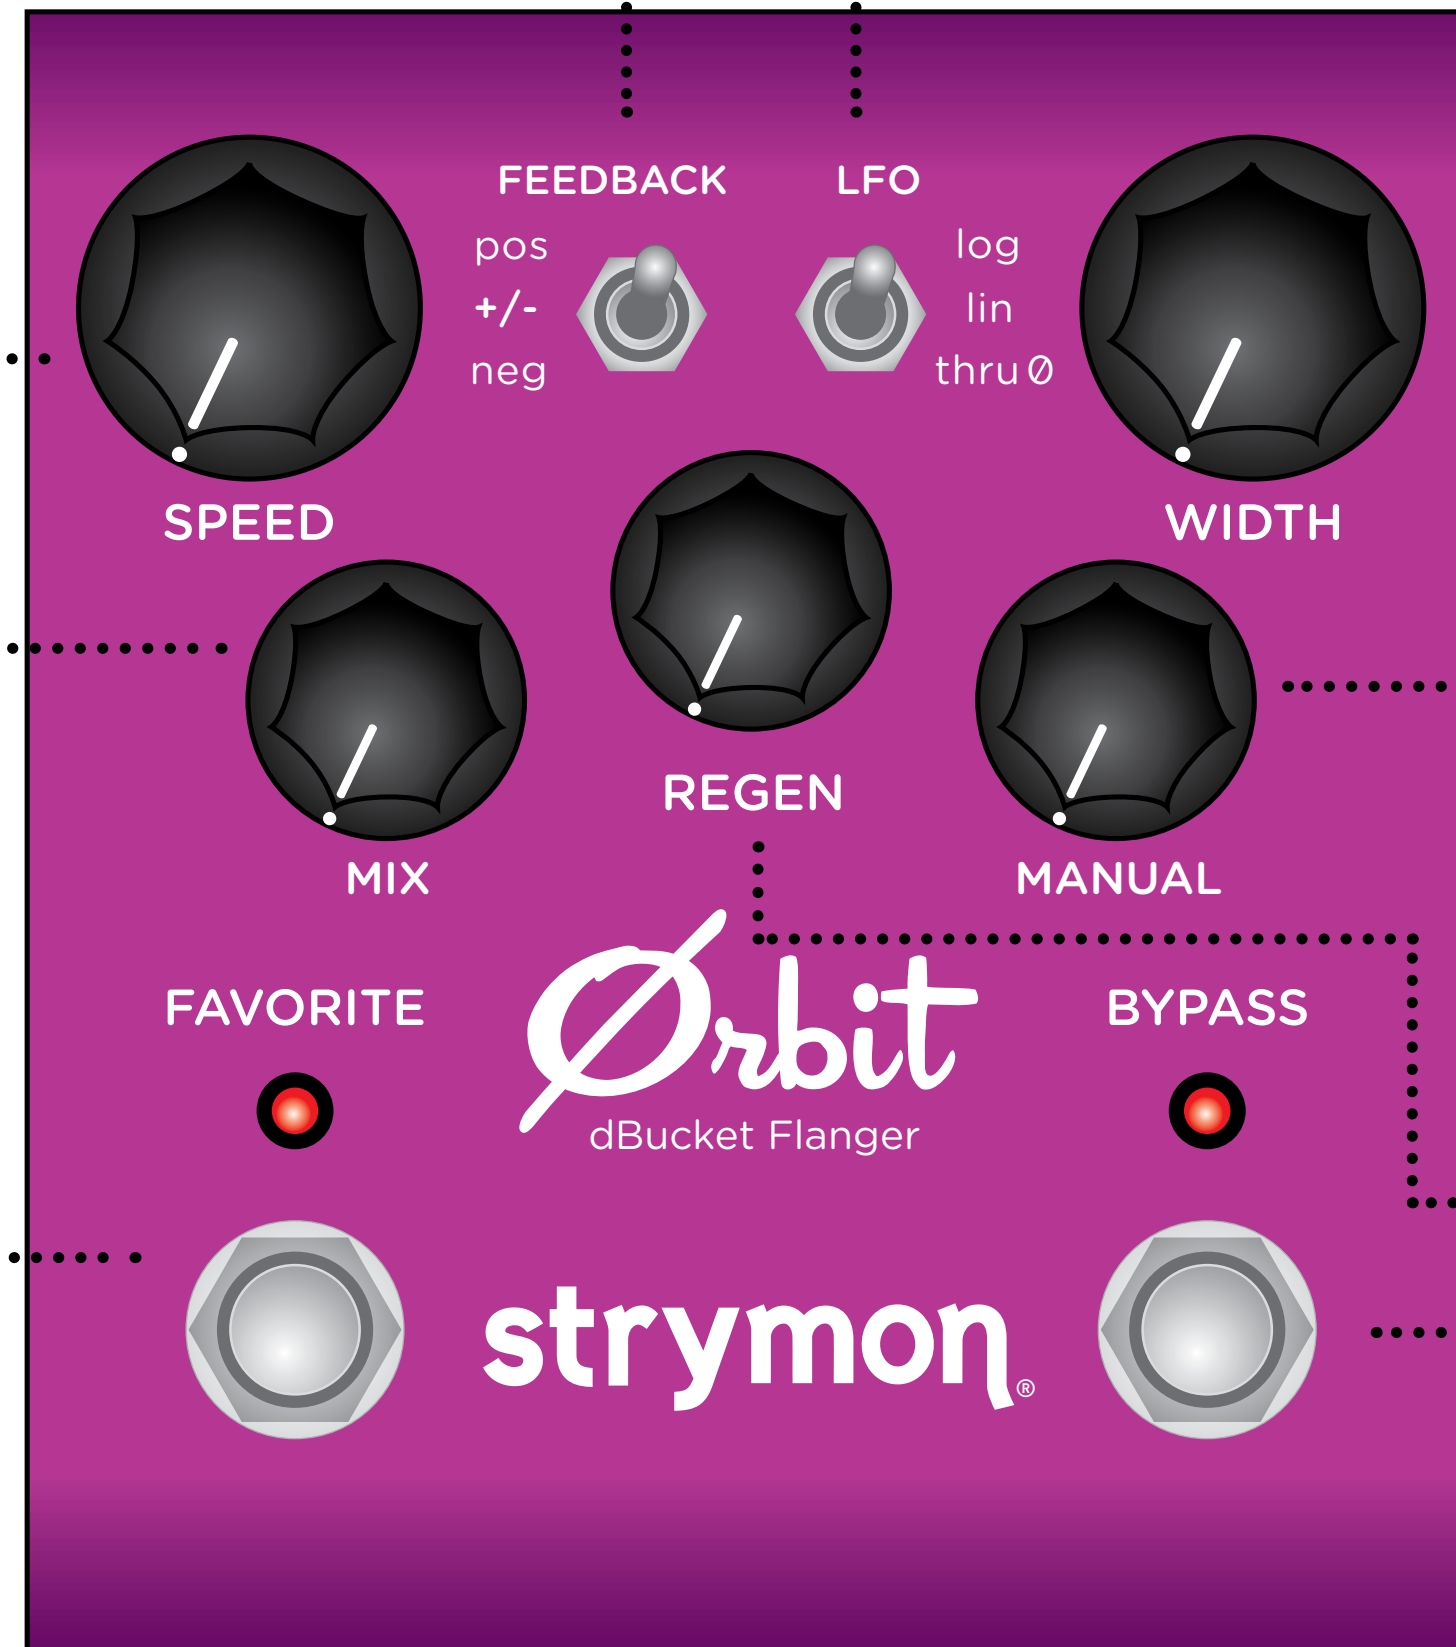 FEEDBACK
LFO
pos
+/-
neg
log
lin
thru Ø
SPEED
WIDTH
REGEN
MIX
MANUAL
FAVORITE
Ørbit
BYPASS
dBucket Flanger
strymon®